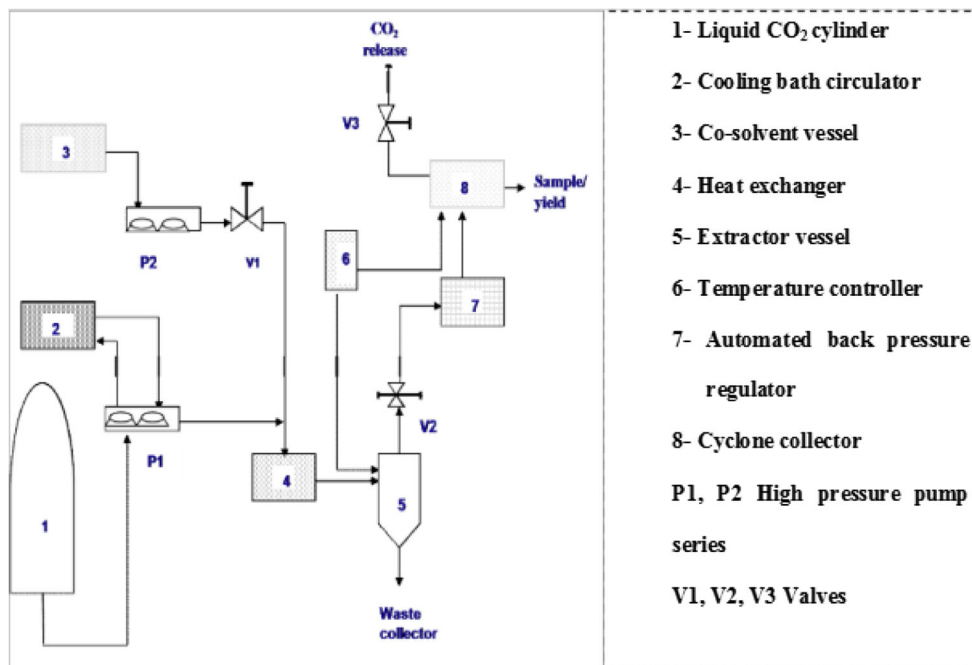 CO₂
release
V3
3
8
Sample/
yield
P2
V1
6
7
2
V2
P1
4
5
1
Waste
collector
1- Liquid CO₂ cylinder
2- Cooling bath circulator
3- Co-solvent vessel
4- Heat exchanger
5- Extractor vessel
6- Temperature controller
7- Automated back pressure
regulator
8- Cyclone collector
P1, P2 High pressure pump
series
V1, V2, V3 Valves